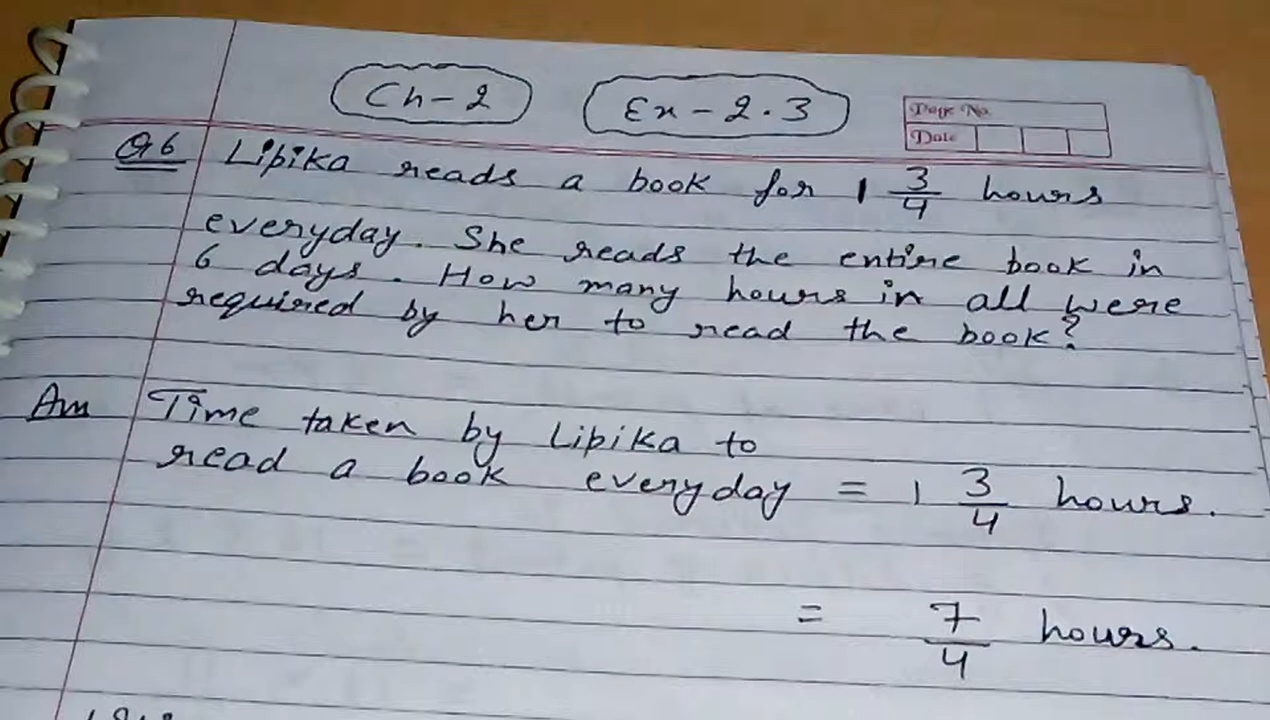 Ch-2 Ex-2.3
Page No.
Date
Q6 Lipika reads a book for 1 3/4 hours
everyday. She reads the entire book in
6 days. How many hours in all were
required by her to read the book?
Ans Time taken by Lipika to
read a book everyday = 1 3/4 hours.
= 7/4 hours.